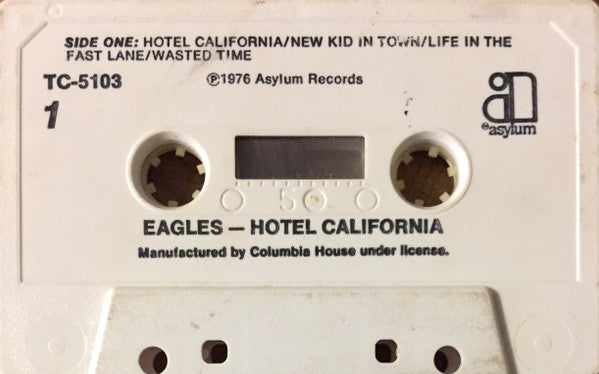 SIDE ONE: HOTEL CALIFORNIA/NEW KID IN TOWN/LIFE IN THE
FAST LANE/WASTED TIME
TC-5103
℗1976 Asylum Records
1
asylum
50
EAGLES — HOTEL CALIFORNIA
Manufactured by Columbia House under license.